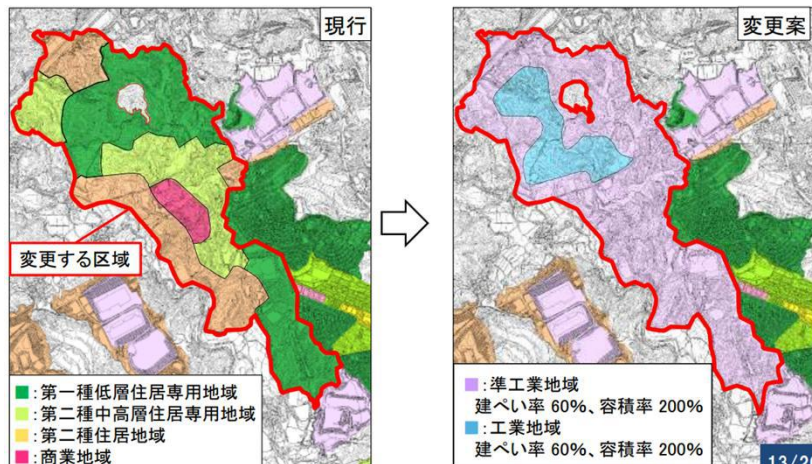 現行
変更する区域
■:第一種低層住居専用地域
■:第二種中高層住居専用地域
■:第二種住居地域
■:商業地域
変更案
■:準工業地域
建ぺい率 60%、容積率 200%
■:工業地域
建ぺい率 60%、容積率 200%